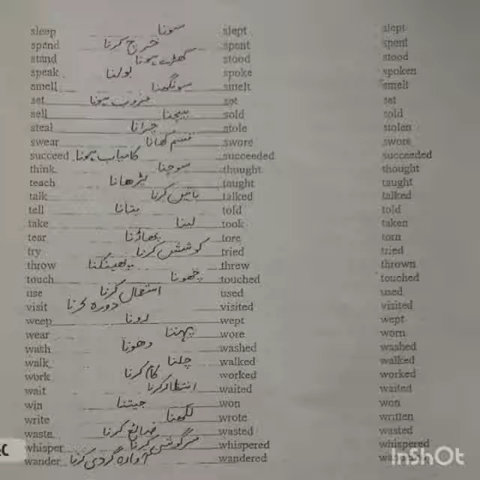 sleep سونا slept slept
spend خرچ کرنا spent spent
stand کھڑے ہونا stood stood
speak بولنا spoke spoken
smell سونگھنا smelt smelt
set غروب ہونا set set
sell بیچنا sold sold
steal چرانا stole stolen
swear قسم کھانا swore swore
succeed کامیاب ہونا succeeded succeeded
think سوچنا thought thought
teach پڑھانا taught taught
talk باتیں کرنا talked talked
tell بتانا told told
take لینا took taken
tear پھاڑنا tore torn
try کوشش کرنا tried tried
throw پھینکنا threw thrown
touch چھونا touched touched
use استعمال کرنا used used
visit دورہ کرنا visited visited
weep رونا wept wept
wear پہننا wore worn
wash دھونا washed washed
walk چلنا walked walked
work کام کرنا worked worked
wait انتظار کرنا waited waited
win جیتنا won won
write لکھنا wrote written
waste ضائع کرنا wasted wasted
whisper سرگوشی کرنا whispered whispered
wander آوارہ گردی کرنا wandered
InShOt